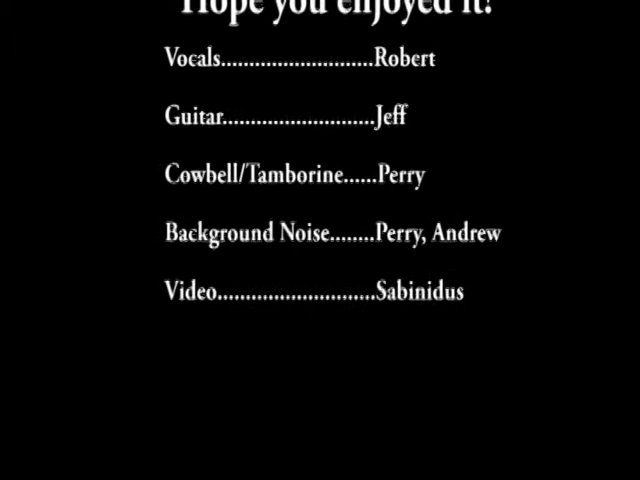 Hope you enjoyed it!
Vocals...........................Robert
Guitar...........................Jeff
Cowbell/Tamborine......Perry
Background Noise........Perry, Andrew
Video............................Sabinidus